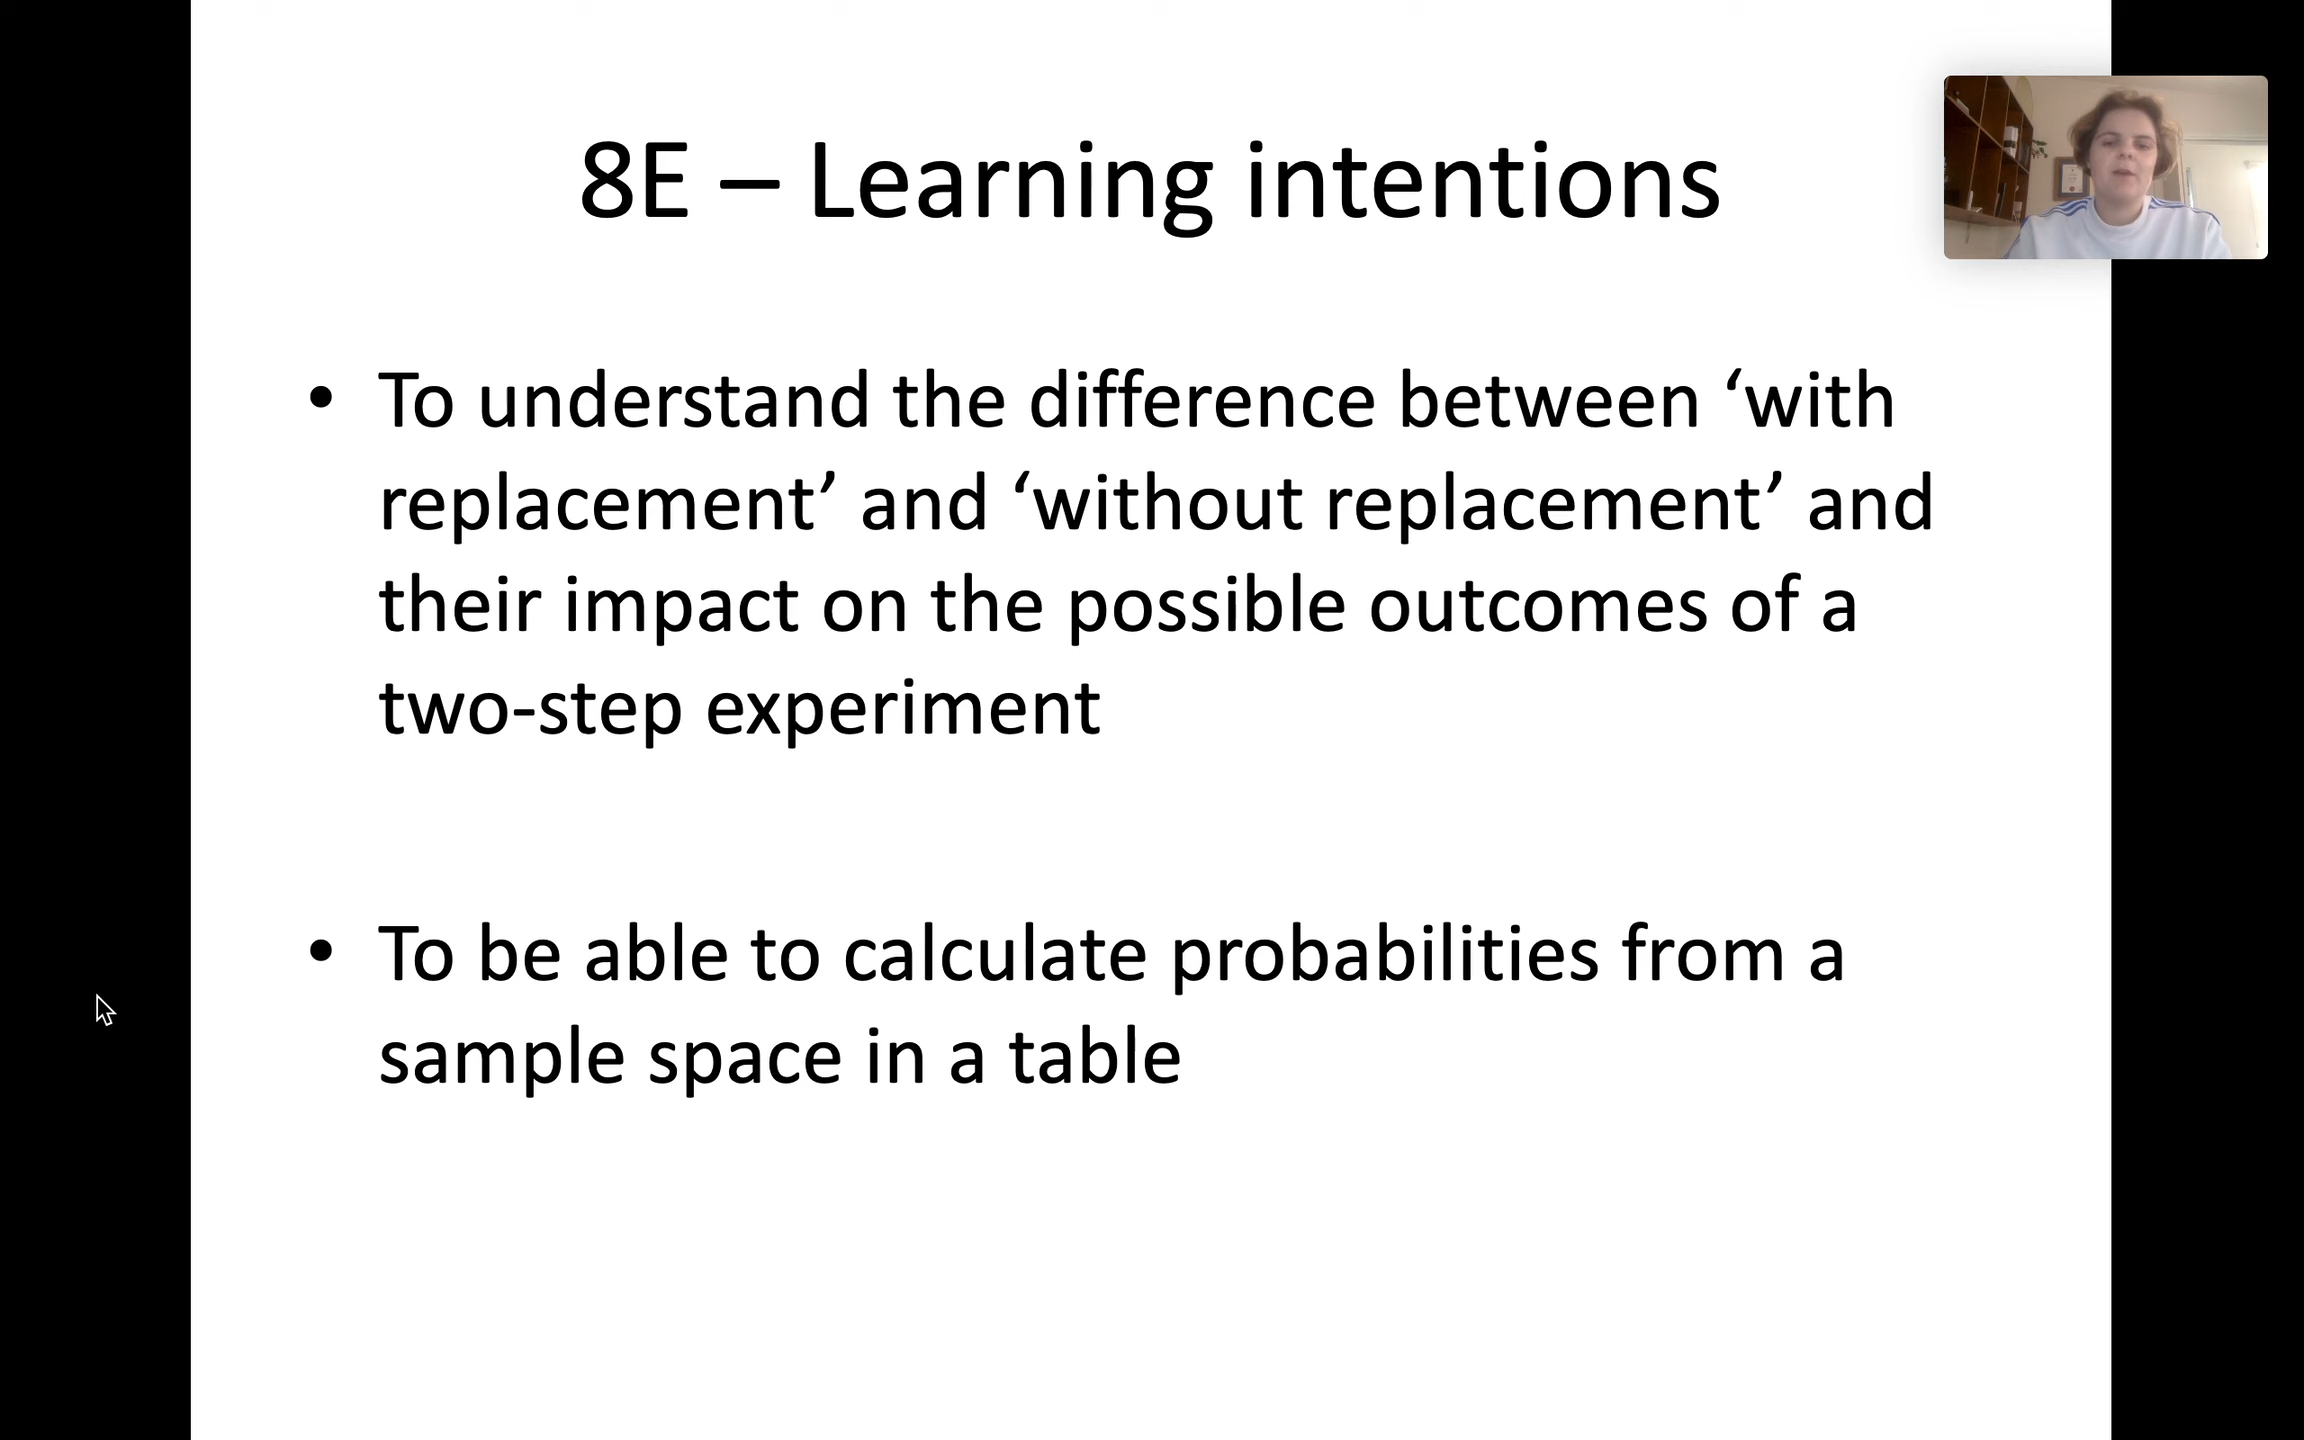 8E – Learning intentions
• To understand the difference between ‘with
replacement’ and ‘without replacement’ and
their impact on the possible outcomes of a
two-step experiment
• To be able to calculate probabilities from a
sample space in a table